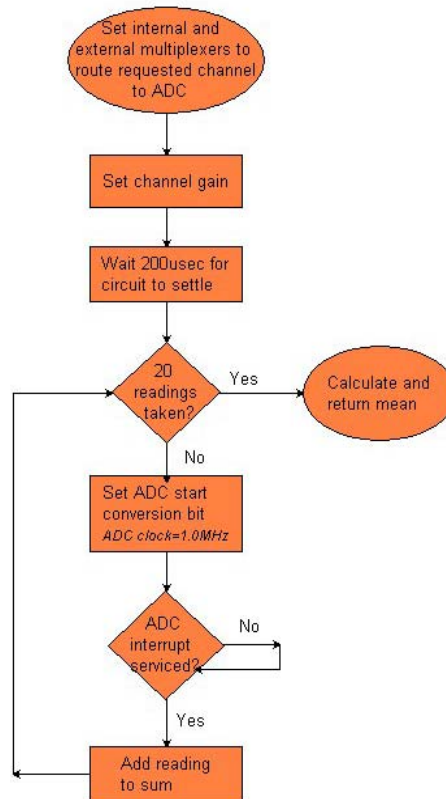 Set internal and
external multiplexers to
route requested channel
to ADC
Set channel gain
Wait 200usec for
circuit to settle
20
readings
taken?
Yes
Calculate and
return mean
No
Set ADC start
conversion bit
ADC clock=1.0MHz
ADC
interrupt
serviced?
No
Yes
Add reading
to sum